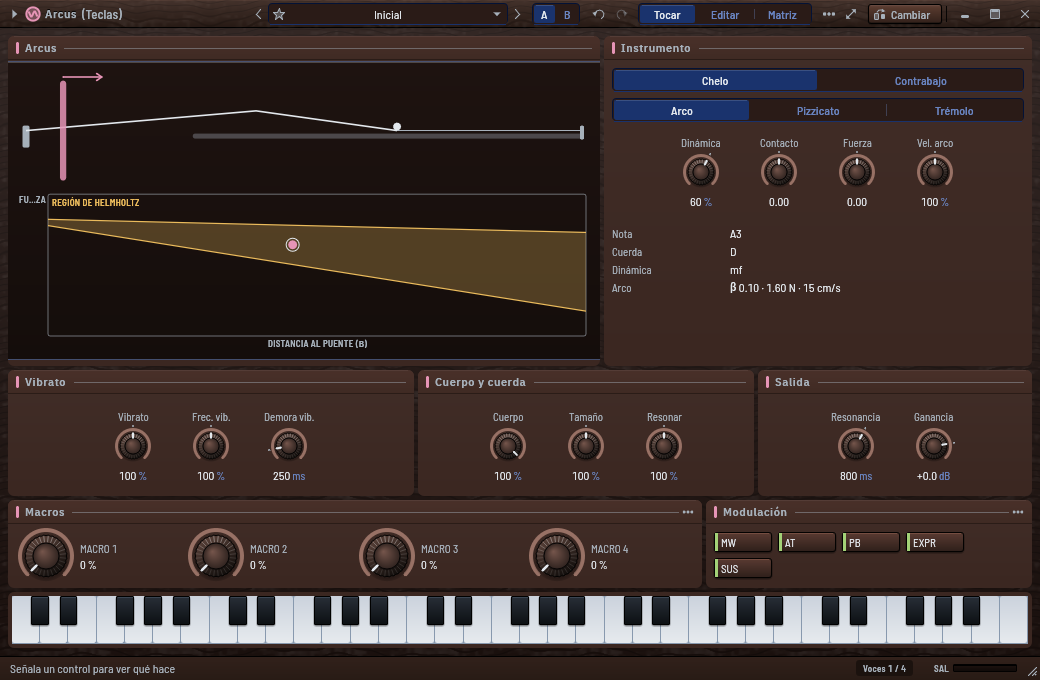 Arcus (Teclas)
Inicial
A B
Tocar Editar Matriz
Cambiar
Arcus
FU...ZA
REGIÓN DE HELMHOLTZ
DISTANCIA AL PUENTE (β)
Instrumento
Chelo Contrabajo
Arco Pizzicato Trémolo
Dinámica Contacto Fuerza Vel. arco
60 % 0.00 0.00 100 %
Nota A3
Cuerda D
Dinámica mf
Arco β 0.10 · 1.60 N · 15 cm/s
Vibrato
Vibrato Frec. vib. Demora vib.
100 % 100 % 250 ms
Cuerpo y cuerda
Cuerpo Tamaño Resonar
100 % 100 % 100 %
Salida
Resonancia Ganancia
800 ms +0.0 dB
Macros
MACRO 1
0 %
MACRO 2
0 %
MACRO 3
0 %
MACRO 4
0 %
Modulación
MW AT PB EXPR
SUS
Señala un control para ver qué hace
Voces 1 / 4
SAL